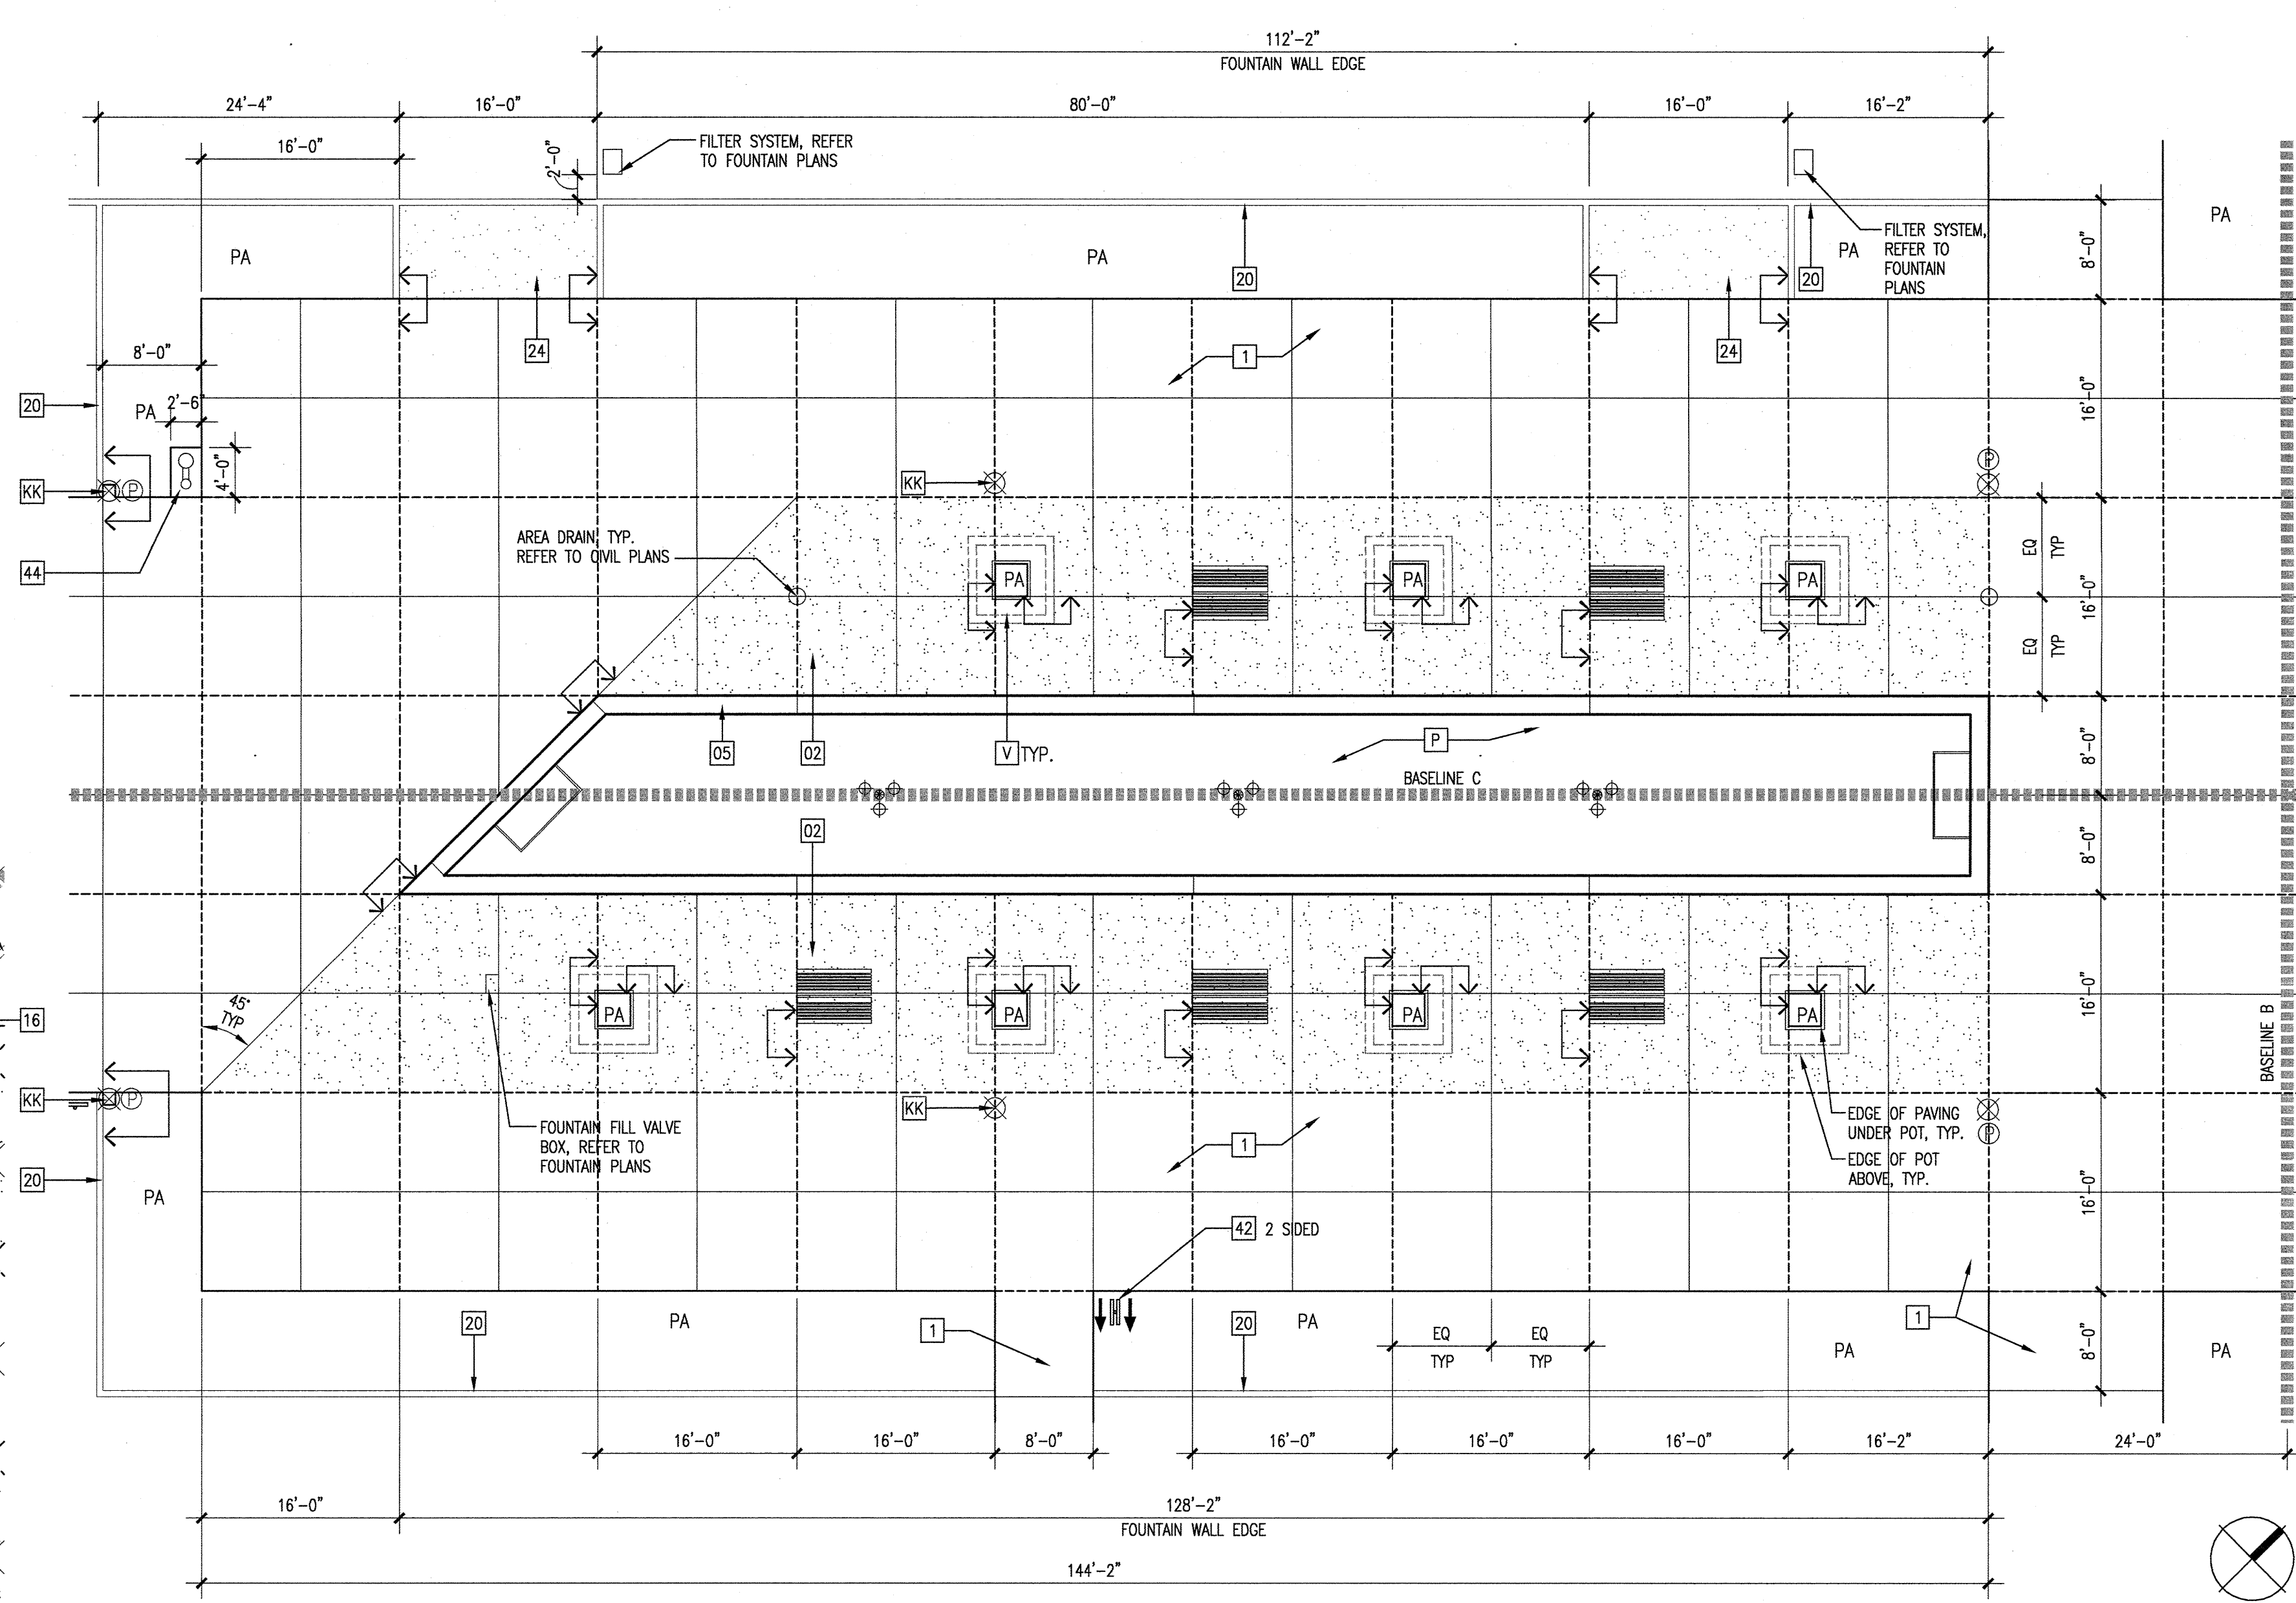 112'-2"
FOUNTAIN WALL EDGE
24'-4"
16'-0"
80'-0"
16'-0"
16'-2"
16'-0"
2'-0"
FILTER SYSTEM, REFER
TO FOUNTAIN PLANS
PA
PA
PA
20
20
FILTER SYSTEM,
REFER TO
FOUNTAIN
PLANS
PA
8'-0"
24
24
1
8'-0"
20
PA
2'-6"
16'-0"
4'-0"
KK
P
KK
P
44
AREA DRAIN, TYP.
REFER TO CIVIL PLANS
PA
PA
PA
EQ
TYP
16'-0"
EQ
TYP
05
02
V TYP.
P
8'-0"
BASELINE C
02
8'-0"
45°
TYP
16
PA
PA
PA
PA
16'-0"
BASELINE B
KK
P
KK
P
FOUNTAIN FILL VALVE
BOX, REFER TO
FOUNTAIN PLANS
1
EDGE OF PAVING
UNDER POT, TYP.
EDGE OF POT
ABOVE, TYP.
20
PA
16'-0"
42 2 SIDED
20
PA
1
20
PA
EQ
TYP
EQ
TYP
PA
1
8'-0"
PA
16'-0"
16'-0"
8'-0"
16'-0"
16'-0"
16'-0"
16'-2"
24'-0"
16'-0"
128'-2"
FOUNTAIN WALL EDGE
144'-2"